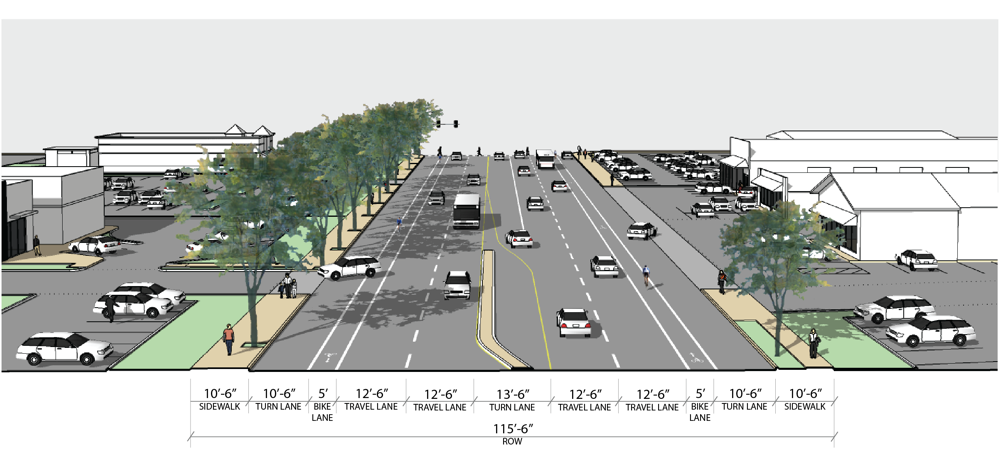 10'-6" 10'-6" 5' 12'-6" 12'-6" 13'-6" 12'-6" 12'-6" 5' 10'-6" 10'-6"
SIDEWALK TURN LANE BIKE LANE TRAVEL LANE TRAVEL LANE TURN LANE TRAVEL LANE TRAVEL LANE BIKE LANE TURN LANE SIDEWALK
115'-6"
ROW